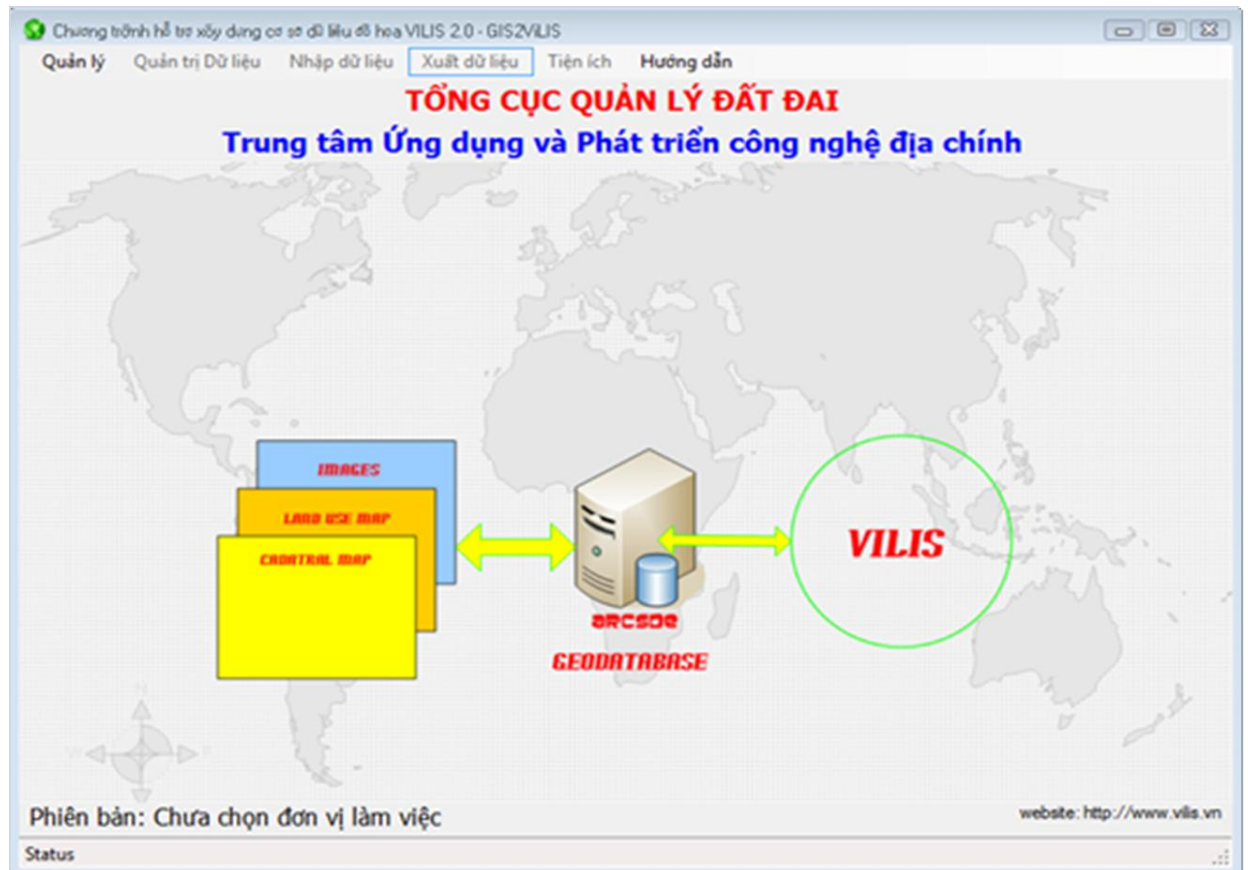 Chương trỡnh hỗ trợ xõy dựng cơ sở dữ liệu đồ hoạ VILIS 2.0 - GIS2ViLIS
Quản lý Quản trị Dữ liệu Nhập dữ liệu Xuất dữ liệu Tiện ích Hướng dẫn
TỔNG CỤC QUẢN LÝ ĐẤT ĐAI
Trung tâm Ứng dụng và Phát triển công nghệ địa chính
IMAGES
LAND USE MAP
CADATRAL MAP
VILIS
ARCSDE
GEODATABASE
N
W E
Phiên bản: Chưa chọn đơn vị làm việc
website: http://www.vilis.vn
Status